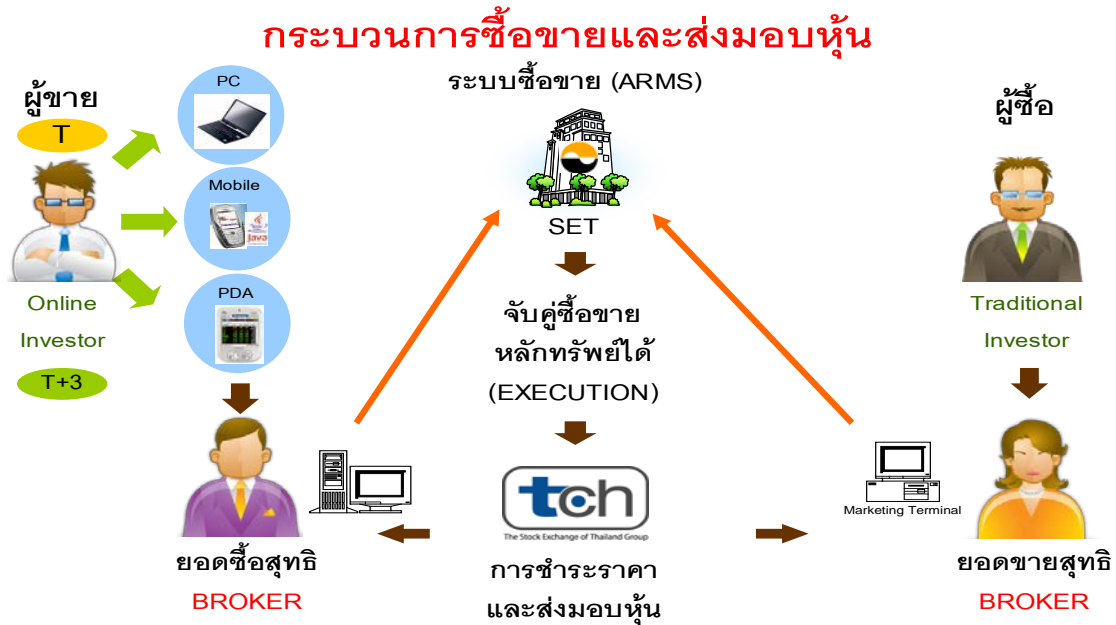 กระบวนการซื้อขายและส่งมอบหุ้น
ระบบซื้อขาย (ARMS)
ผู้ขาย
T
Online
Investor
T+3
PC
Mobile
Java
PDA
SET
จับคู่ซื้อขาย
หลักทรัพย์ได้
(EXECUTION)
ผู้ซื้อ
Traditional
Investor
tch
The Stock Exchange of Thailand Group
Marketing Terminal
ยอดซื้อสุทธิ
BROKER
การชำระราคา
และส่งมอบหุ้น
ยอดขายสุทธิ
BROKER